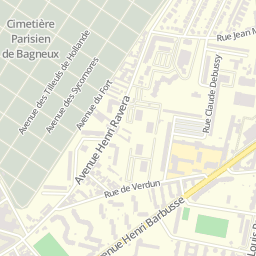 Cimetière
Parisien
de Bagneux
Avenue des Tilleuls de Hollande
Avenue des Sycomores
Avenue du Fort
Avenue Henri Ravera
Rue Jean M
Rue Claude Debussy
Rue de Verdun
Avenue Henri Barbusse
Louis